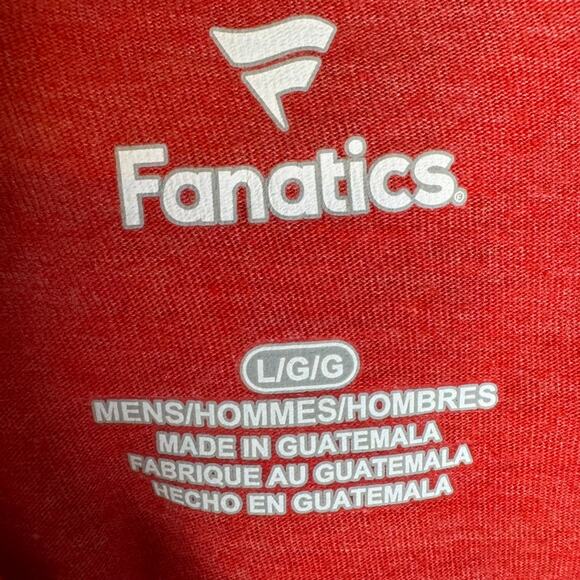 Fanatics®
L/G/G
MENS/HOMMES/HOMBRES
MADE IN GUATEMALA
FABRIQUE AU GUATEMALA
HECHO EN GUATEMALA